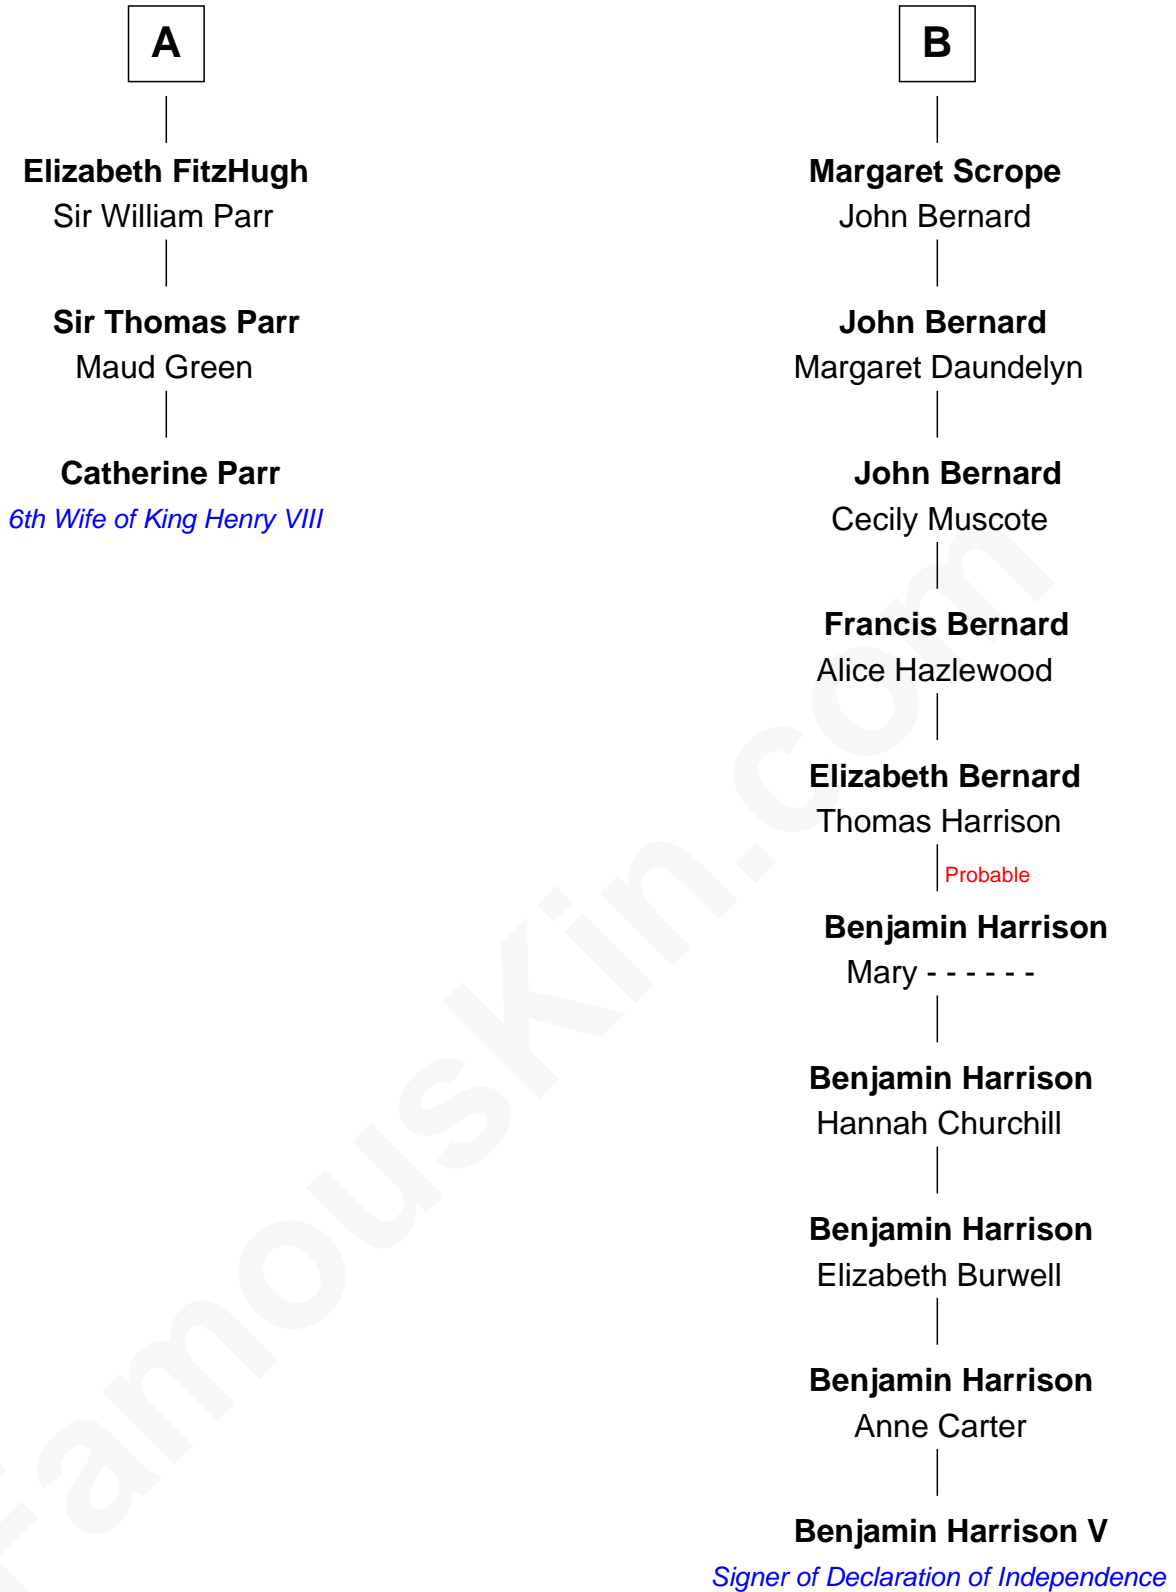 A
Elizabeth FitzHugh
Sir William Parr
Sir Thomas Parr
Maud Green
Catherine Parr
6th Wife of King Henry VIII
B
Margaret Scrope
John Bernard
John Bernard
Margaret Daundelyn
John Bernard
Cecily Muscote
Francis Bernard
Alice Hazlewood
Elizabeth Bernard
Thomas Harrison
Probable
Benjamin Harrison
Mary - - - - - -
Benjamin Harrison
Hannah Churchill
Benjamin Harrison
Elizabeth Burwell
Benjamin Harrison
Anne Carter
Benjamin Harrison V
Signer of Declaration of Independence
FamousKin.com